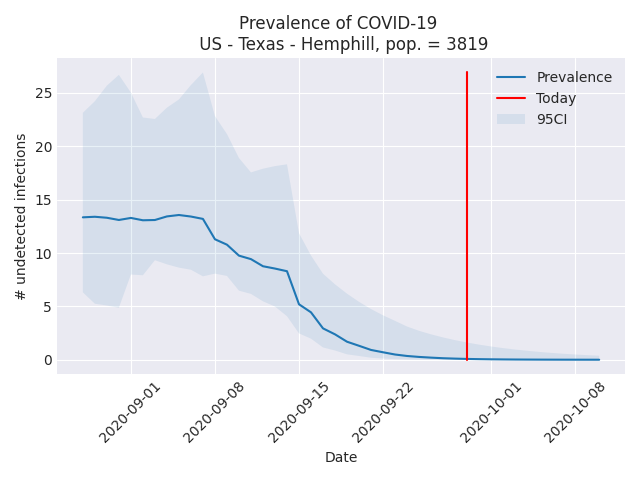 Prevalence of COVID-19
US - Texas - Hemphill, pop. = 3819
Prevalence
Today
95CI
# undetected infections
25
20
15
10
5
0
2020-09-01
2020-09-08
2020-09-15
2020-09-22
2020-10-01
2020-10-08
Date